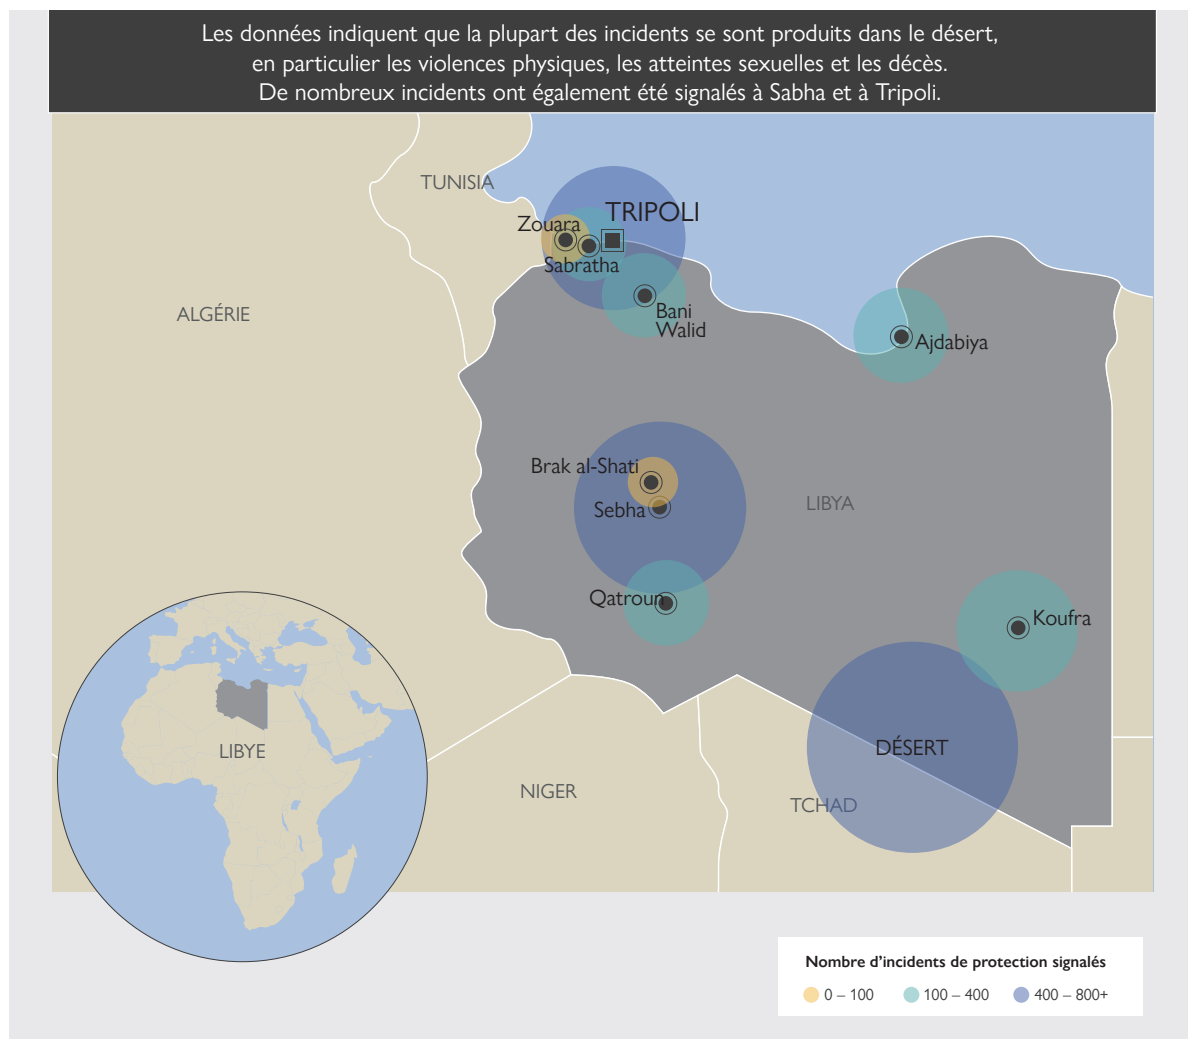 Les données indiquent que la plupart des incidents se sont produits dans le désert,
en particulier les violences physiques, les atteintes sexuelles et les décès.
De nombreux incidents ont également été signalés à Sabha et à Tripoli.
TUNISIA
TRIPOLI
Zouara
Sabratha
Bani
Walid
ALGÉRIE
Ajdabiya
Brak al-Shati
Sebha
LIBYA
Qatroun
Koufra
DÉSERT
LIBYE
NIGER
TCHAD
Nombre d’incidents de protection signalés
0 – 100
100 – 400
400 – 800+